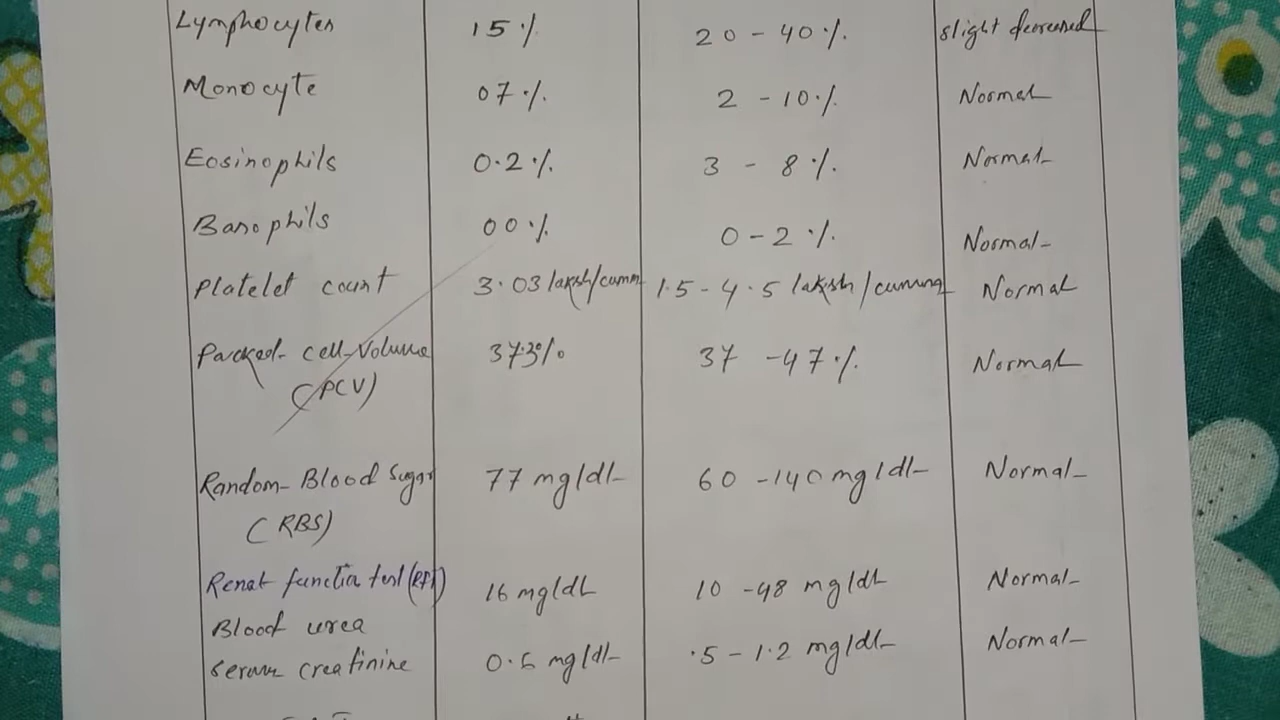 Lymphocytes 15% 20 - 40% slight decreased
Monocyte 07% 2 - 10% Normal
Eosinophils 0.2% 3 - 8% Normal
Basophils 00% 0 - 2% Normal
Platelet count 3.03 laksh/cumm 1.5 - 4.5 laksh/cumm Normal
Packed cell Volume 37.3% 37 - 47% Normal
(PCV)
Random Blood Sugar 77 mg/dl 60 - 140 mg/dl Normal
(RBS)
Renal function test (RFT) 16 mg/dl 10 - 48 mg/dl Normal
Blood urea
Serum creatinine 0.6 mg/dl .5 - 1.2 mg/dl Normal